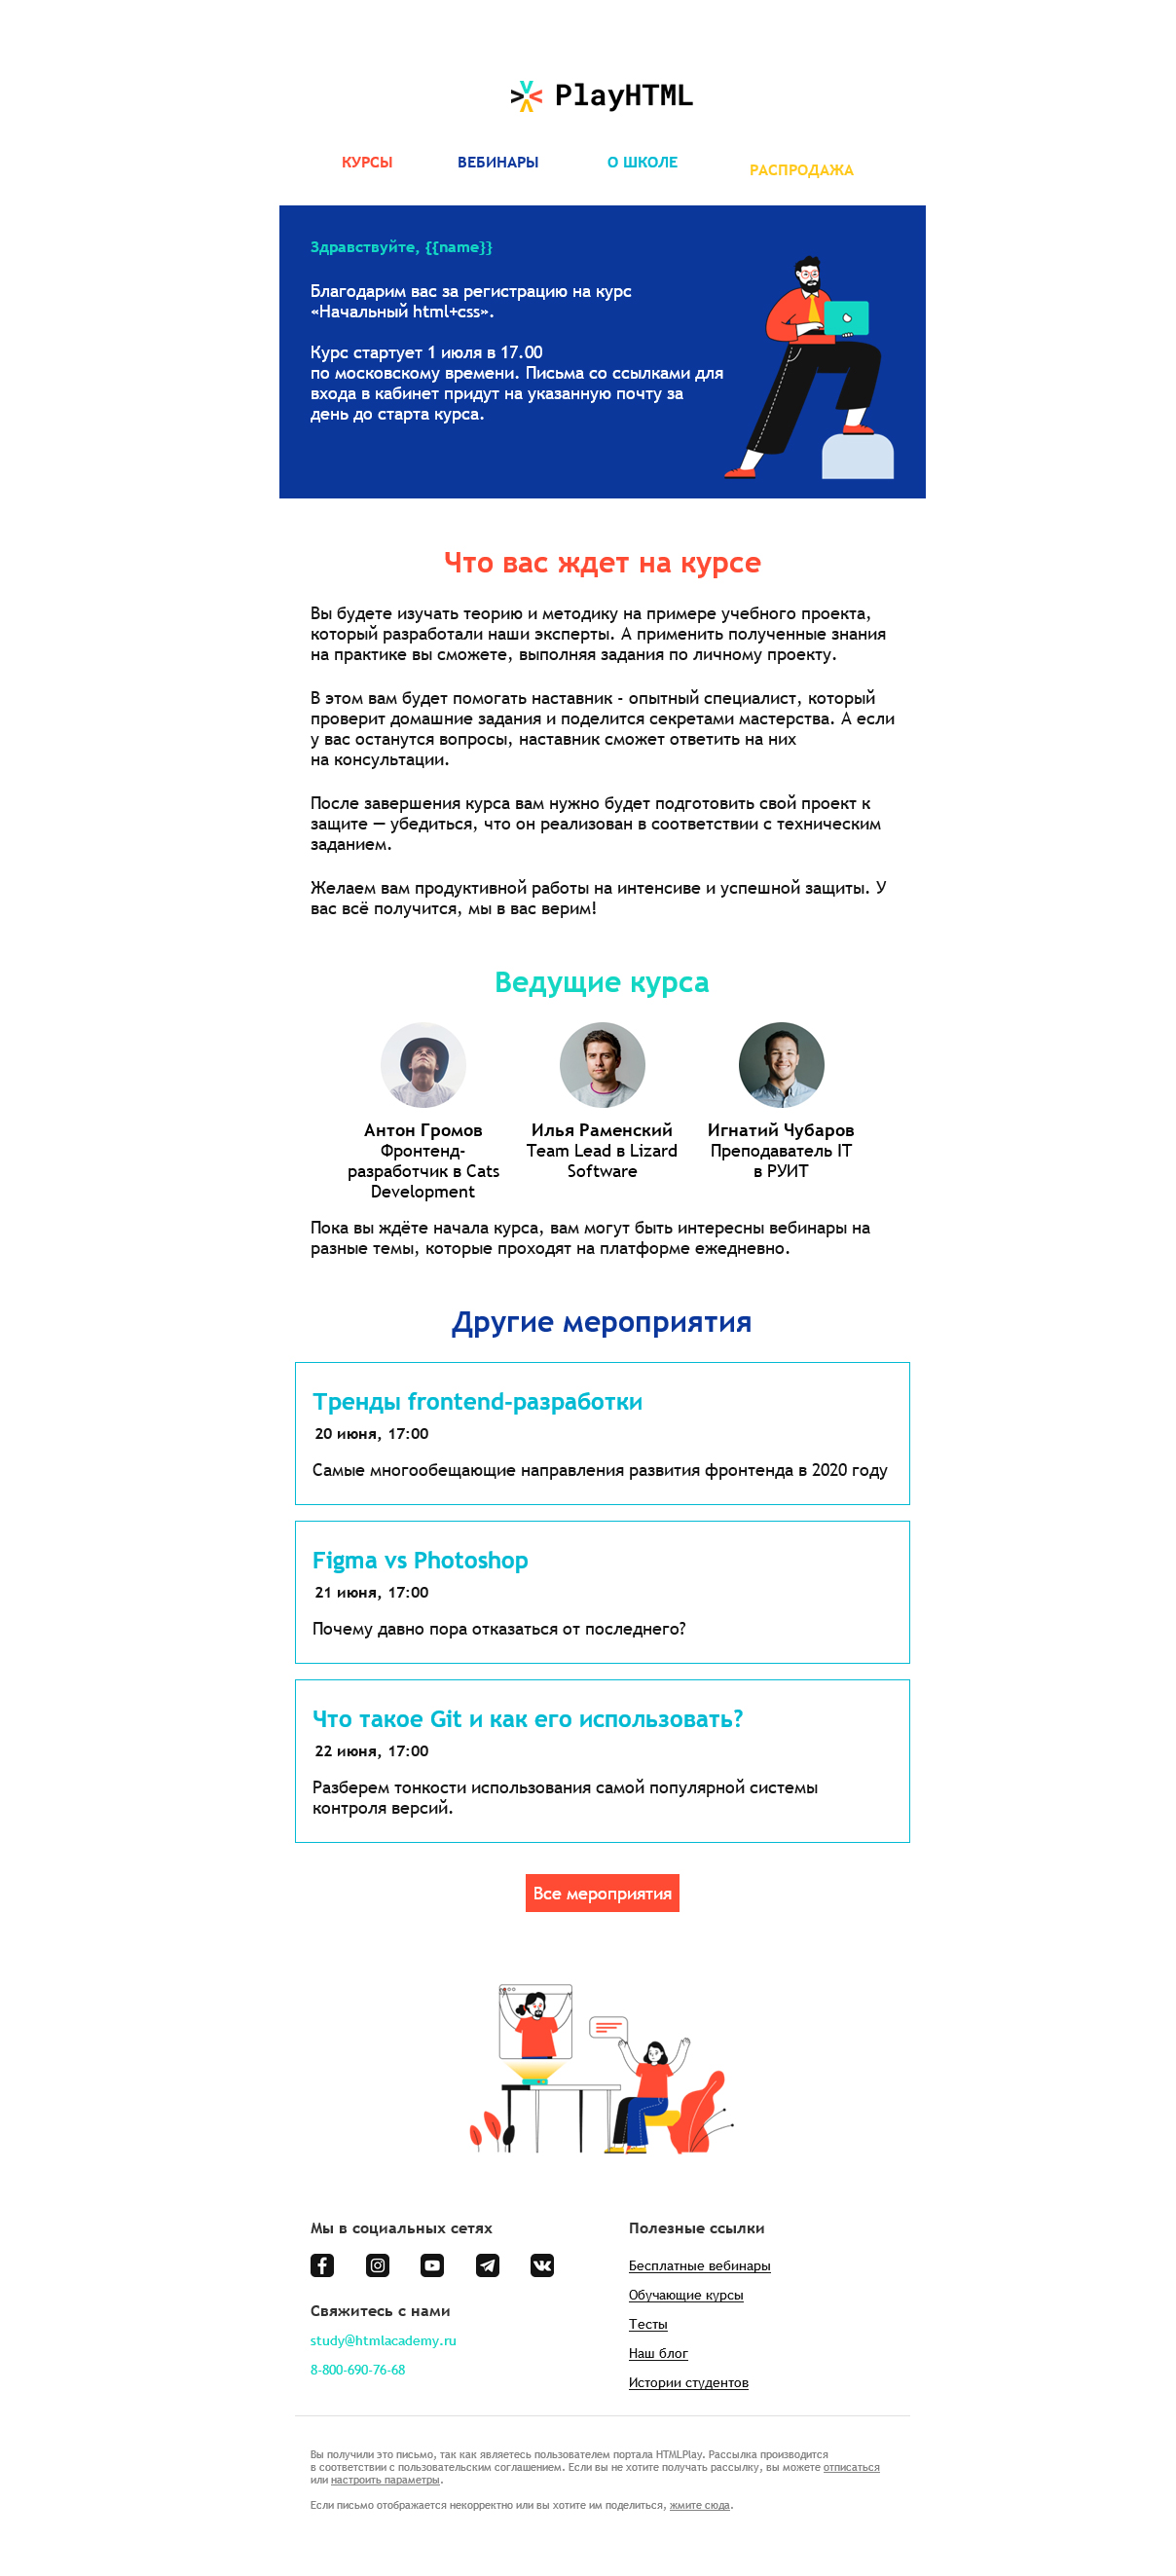 PlayHTML
КУРСЫ ВЕБИНАРЫ О ШКОЛЕ РАСПРОДАЖА
Здравствуйте, {{name}}
Благодарим вас за регистрацию на курс
«Начальный html+css».
Курс стартует 1 июля в 17.00
по московскому времени. Письма со ссылками для
входа в кабинет придут на указанную почту за
день до старта курса.
Что вас ждет на курсе
Вы будете изучать теорию и методику на примере учебного проекта,
который разработали наши эксперты. А применить полученные знания
на практике вы сможете, выполняя задания по личному проекту.
В этом вам будет помогать наставник - опытный специалист, который
проверит домашние задания и поделится секретами мастерства. А если
у вас останутся вопросы, наставник сможет ответить на них
на консультации.
После завершения курса вам нужно будет подготовить свой проект к
защите — убедиться, что он реализован в соответствии с техническим
заданием.
Желаем вам продуктивной работы на интенсиве и успешной защиты. У
вас всё получится, мы в вас верим!
Ведущие курса
Антон Громов
Фронтенд-
разработчик в Cats
Development
Илья Раменский
Team Lead в Lizard
Software
Игнатий Чубаров
Преподаватель IT
в РУИТ
Пока вы ждёте начала курса, вам могут быть интересны вебинары на
разные темы, которые проходят на платформе ежедневно.
Другие мероприятия
Тренды frontend-разработки
20 июня, 17:00
Самые многообещающие направления развития фронтенда в 2020 году
Figma vs Photoshop
21 июня, 17:00
Почему давно пора отказаться от последнего?
Что такое Git и как его использовать?
22 июня, 17:00
Разберем тонкости использования самой популярной системы
контроля версий.
Все мероприятия
Мы в социальных сетях
Свяжитесь с нами
study@htmlacademy.ru
8-800-690-76-68
Полезные ссылки
Бесплатные вебинары
Обучающие курсы
Тесты
Наш блог
Истории студентов
Вы получили это письмо, так как являетесь пользователем портала HTMLPlay. Рассылка производится
в соответствии с пользовательским соглашением. Если вы не хотите получать рассылку, вы можете отписаться
или настроить параметры.
Если письмо отображается некорректно или вы хотите им поделиться, жмите сюда.